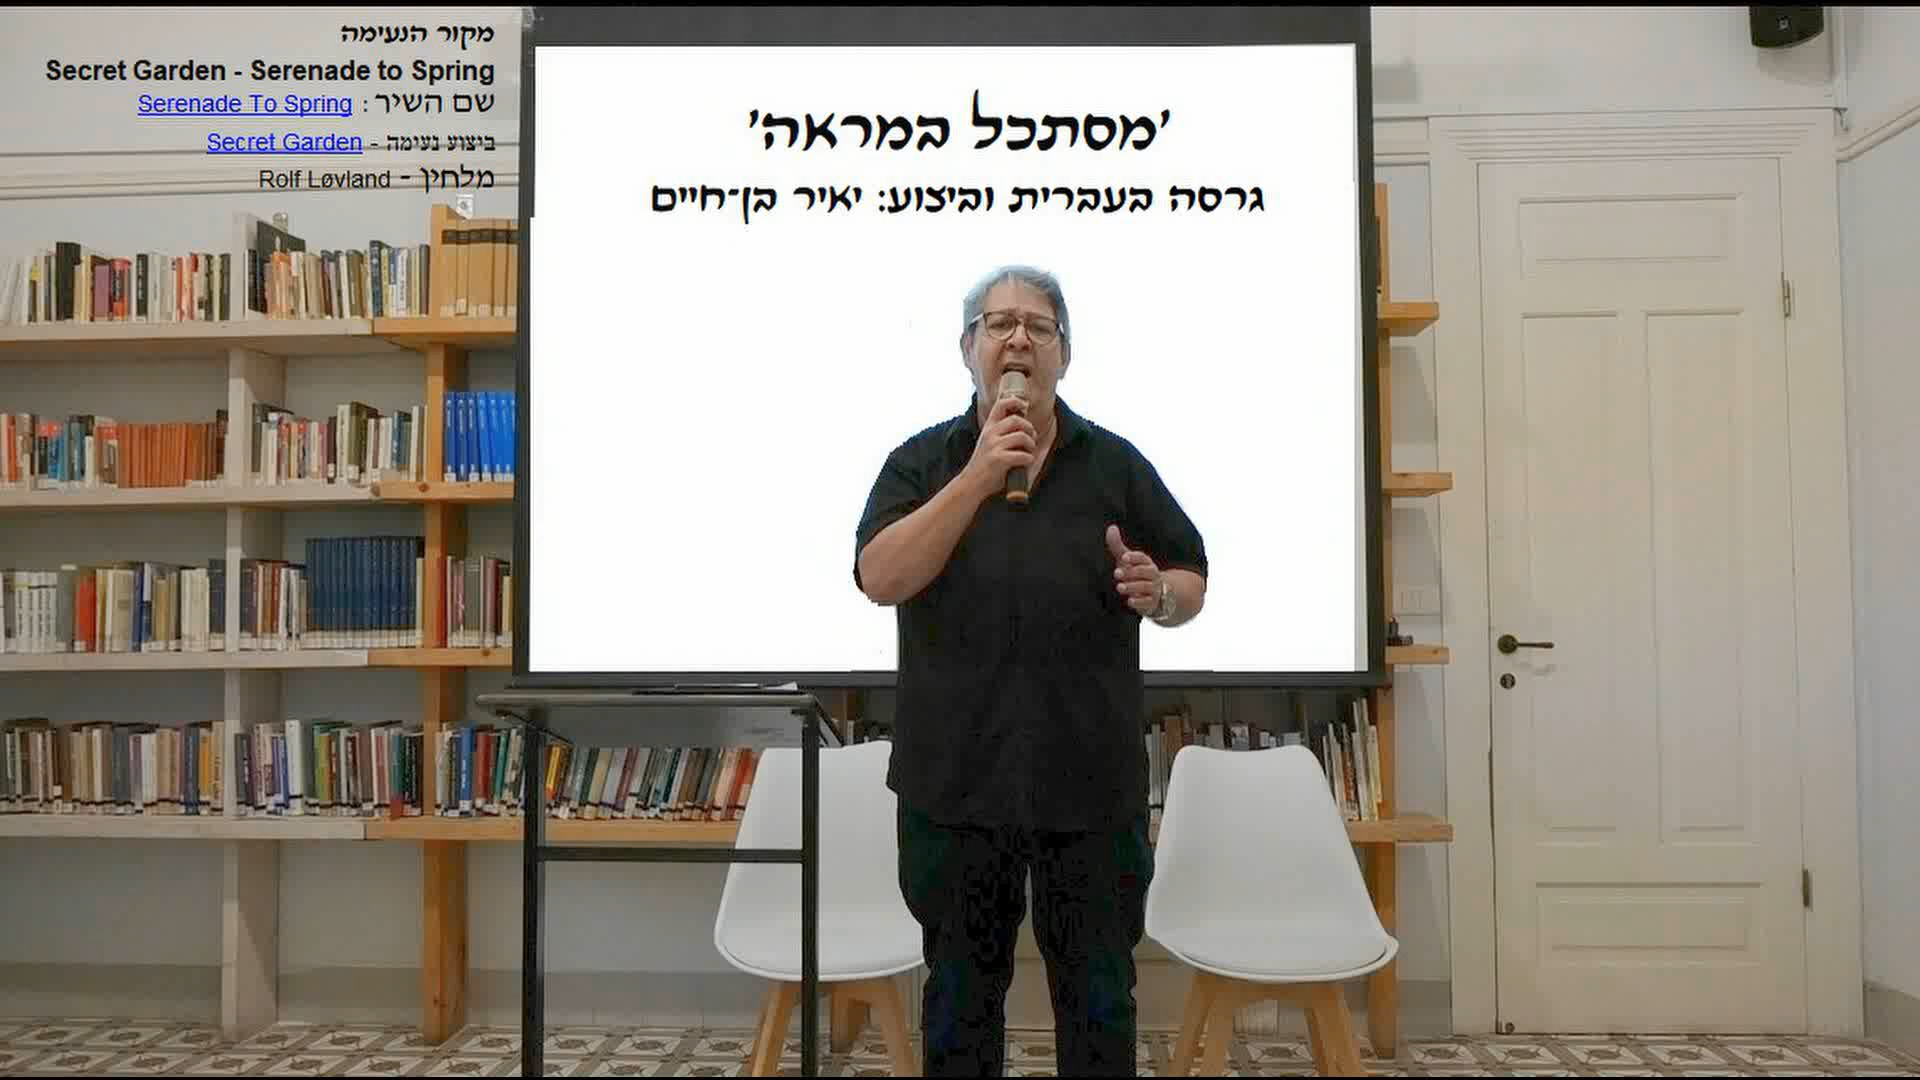 מקור הנעימה
Secret Garden - Serenade to Spring
שם השיר : Serenade To Spring
ביצוע נעימה - Secret Garden
מלחין - Rolf Løvland
'מסתכל במראה'
גרסה בעברית וביצוע: יאיר בן-חיים